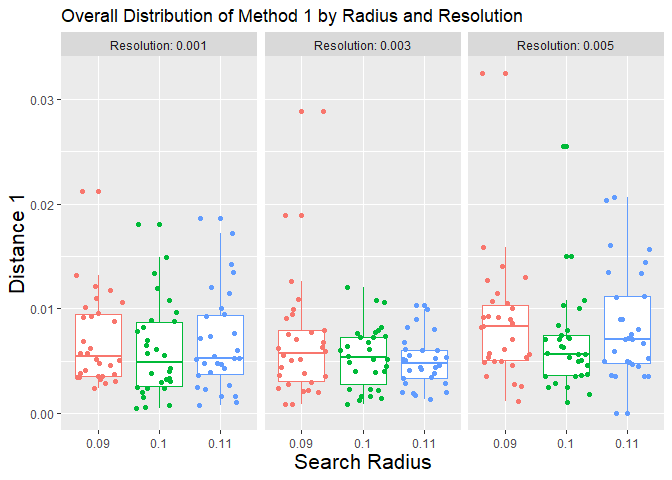 Overall Distribution of Method 1 by Radius and Resolution
Resolution: 0.001 Resolution: 0.003 Resolution: 0.005
0.03
0.02
0.01
0.00
Distance 1
0.09 0.1 0.11 0.09 0.1 0.11 0.09 0.1 0.11
Search Radius